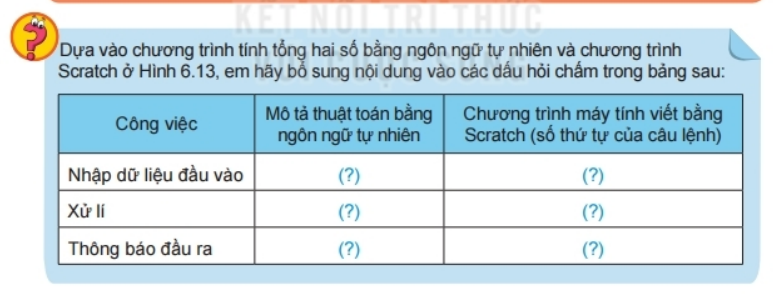 KẾT NỐI TRI THỨC
VỚI CUỘC SỐNG
?
Dựa vào chương trình tính tổng hai số bằng ngôn ngữ tự nhiên và chương trình
Scratch ở Hình 6.13, em hãy bổ sung nội dung vào các dấu hỏi chấm trong bảng sau:
Công việc
Mô tả thuật toán bằng
ngôn ngữ tự nhiên
Chương trình máy tính viết bằng
Scratch (số thứ tự của câu lệnh)
Nhập dữ liệu đầu vào
(?)
(?)
Xử lí
(?)
(?)
Thông báo đầu ra
(?)
(?)